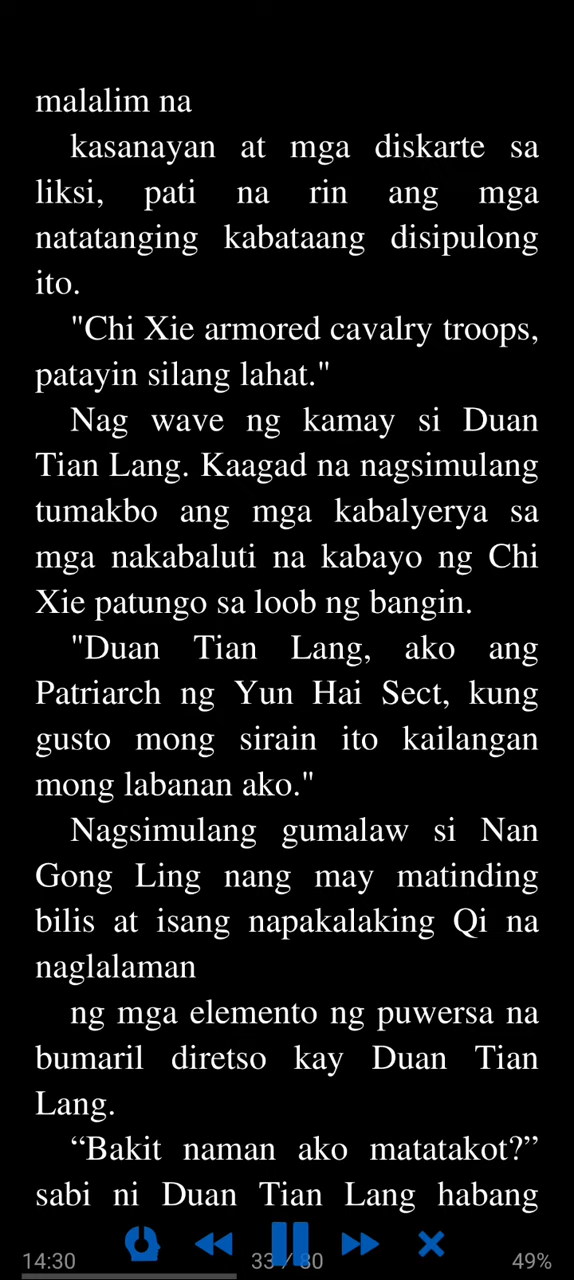 malalim na
kasanayan at mga diskarte sa
liksi, pati na rin ang mga
natatanging kabataang disipulong
ito.
"Chi Xie armored cavalry troops,
patayin silang lahat."
Nag wave ng kamay si Duan
Tian Lang. Kaagad na nagsimulang
tumakbo ang mga kabalyerya sa
mga nakabaluti na kabayo ng Chi
Xie patungo sa loob ng bangin.
"Duan Tian Lang, ako ang
Patriarch ng Yun Hai Sect, kung
gusto mong sirain ito kailangan
mong labanan ako."
Nagsimulang gumalaw si Nan
Gong Ling nang may matinding
bilis at isang napakalaking Qi na
naglalaman
ng mga elemento ng puwersa na
bumaril diretso kay Duan Tian
Lang.
“Bakit naman ako matatakot?”
sabi ni Duan Tian Lang habang
14:30 33 / 80 49%